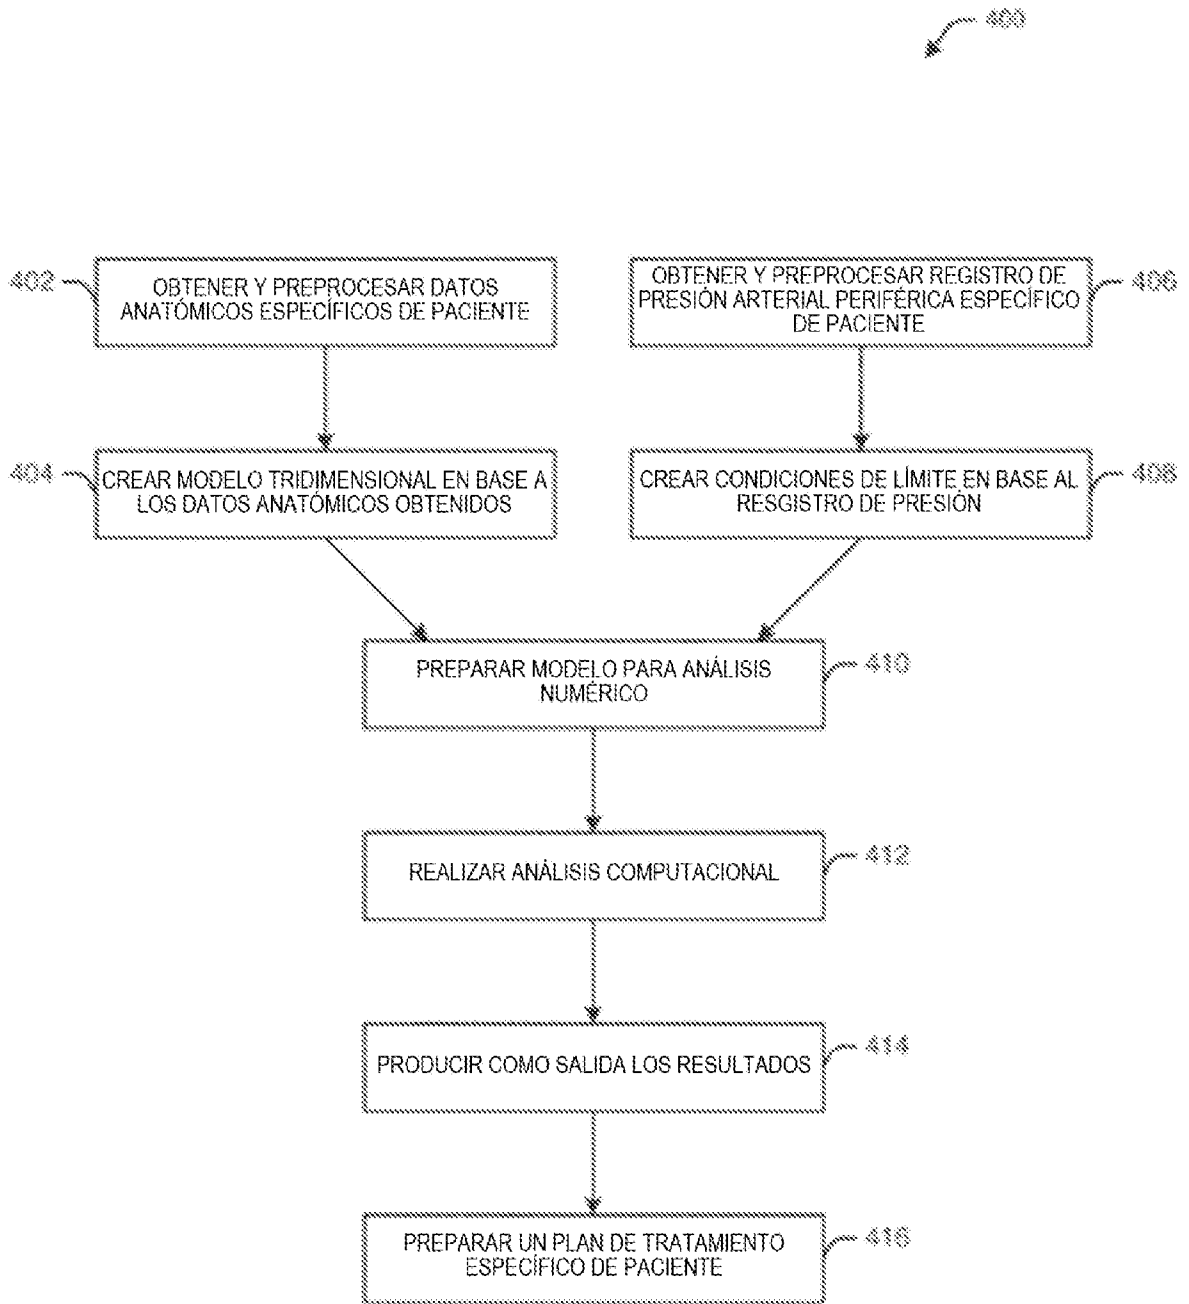 400
402
OBTENER Y PREPROCESAR DATOS
ANATÓMICOS ESPECÍFICOS DE PACIENTE
OBTENER Y PREPROCESAR REGISTRO DE
PRESIÓN ARTERIAL PERIFÉRICA ESPECÍFICO
DE PACIENTE
406
404
CREAR MODELO TRIDIMENSIONAL EN BASE A
LOS DATOS ANATÓMICOS OBTENIDOS
CREAR CONDICIONES DE LÍMITE EN BASE AL
RESGISTRO DE PRESIÓN
408
PREPARAR MODELO PARA ANÁLISIS
NUMÉRICO
410
REALIZAR ANÁLISIS COMPUTACIONAL
412
PRODUCIR COMO SALIDA LOS RESULTADOS
414
PREPARAR UN PLAN DE TRATAMIENTO
ESPECÍFICO DE PACIENTE
416